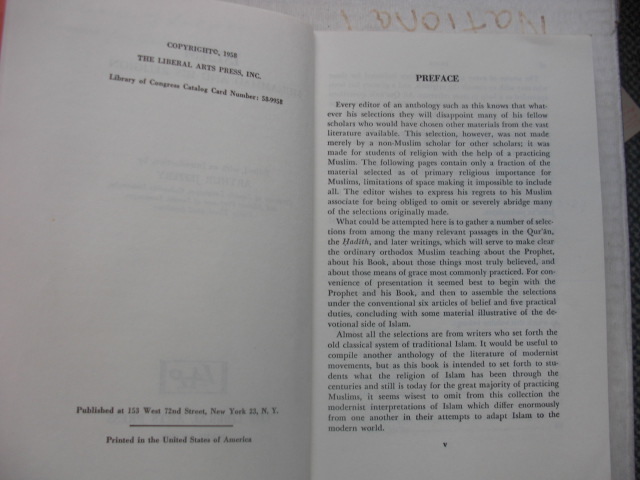 COPYRIGHT©, 1958
THE LIBERAL ARTS PRESS, INC.
Library of Congress Catalog Card Number: 58-9958
Published at 153 West 72nd Street, New York 23, N. Y.
Printed in the United States of America
PREFACE
Every editor of an anthology such as this knows that what-
ever his selections they will disappoint many of his fellow
scholars who would have chosen other materials from the vast
literature available. This selection, however, was not made
merely by a non-Muslim scholar for other scholars; it was
made for students of religion with the help of a practicing
Muslim. The following pages contain only a fraction of the
material selected as of primary religious importance for
Muslims, limitations of space making it impossible to include
all. The editor wishes to express his regrets to his Muslim
associate for being obliged to omit or severely abridge many
of the selections originally made.
What could be attempted here is to gather a number of selec-
tions from among the many relevant passages in the Qur'ān,
the Ḥadīth, and later writings, which will serve to make clear
the ordinary orthodox Muslim teaching about the Prophet,
about his Book, about those things most truly believed, and
about those means of grace most commonly practiced. For con-
venience of presentation it seemed best to begin with the
Prophet and his Book, and then to assemble the selections
under the conventional six articles of belief and five practical
duties, concluding with some material illustrative of the de-
votional side of Islam.
Almost all the selections are from writers who set forth the
old classical system of traditional Islam. It would be useful to
compile another anthology of the literature of modernist
movements, but as this book is intended to set forth to stu-
dents what the religion of Islam has been through the
centuries and still is today for the great majority of practicing
Muslims, it seems wisest to omit from this collection the
modernist interpretations of Islam which differ enormously
from one another in their attempts to adapt Islam to the
modern world.
v